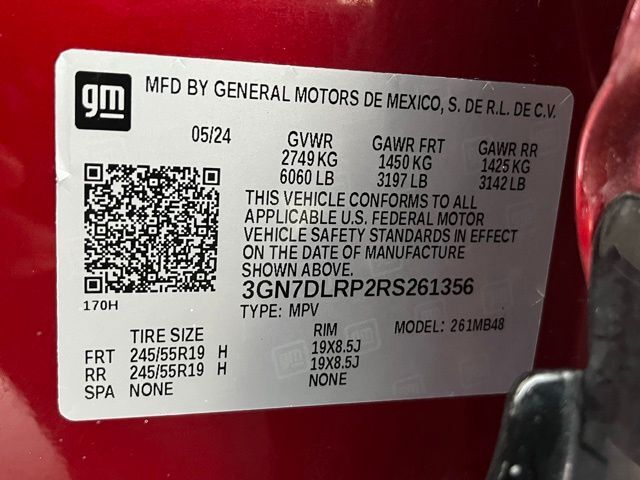 gm
MFD BY GENERAL MOTORS DE MEXICO, S. DE R.L. DE C.V.
05/24 GVWR GAWR FRT GAWR RR
2749 KG 1450 KG 1425 KG
6060 LB 3197 LB 3142 LB
THIS VEHICLE CONFORMS TO ALL
APPLICABLE U.S. FEDERAL MOTOR
VEHICLE SAFETY STANDARDS IN EFFECT
ON THE DATE OF MANUFACTURE
SHOWN ABOVE.
3GN7DLRP2RS261356
170H
TYPE: MPV MODEL: 261MB48
TIRE SIZE RIM
FRT 245/55R19 H 19X8.5J
RR 245/55R19 H 19X8.5J
SPA NONE NONE